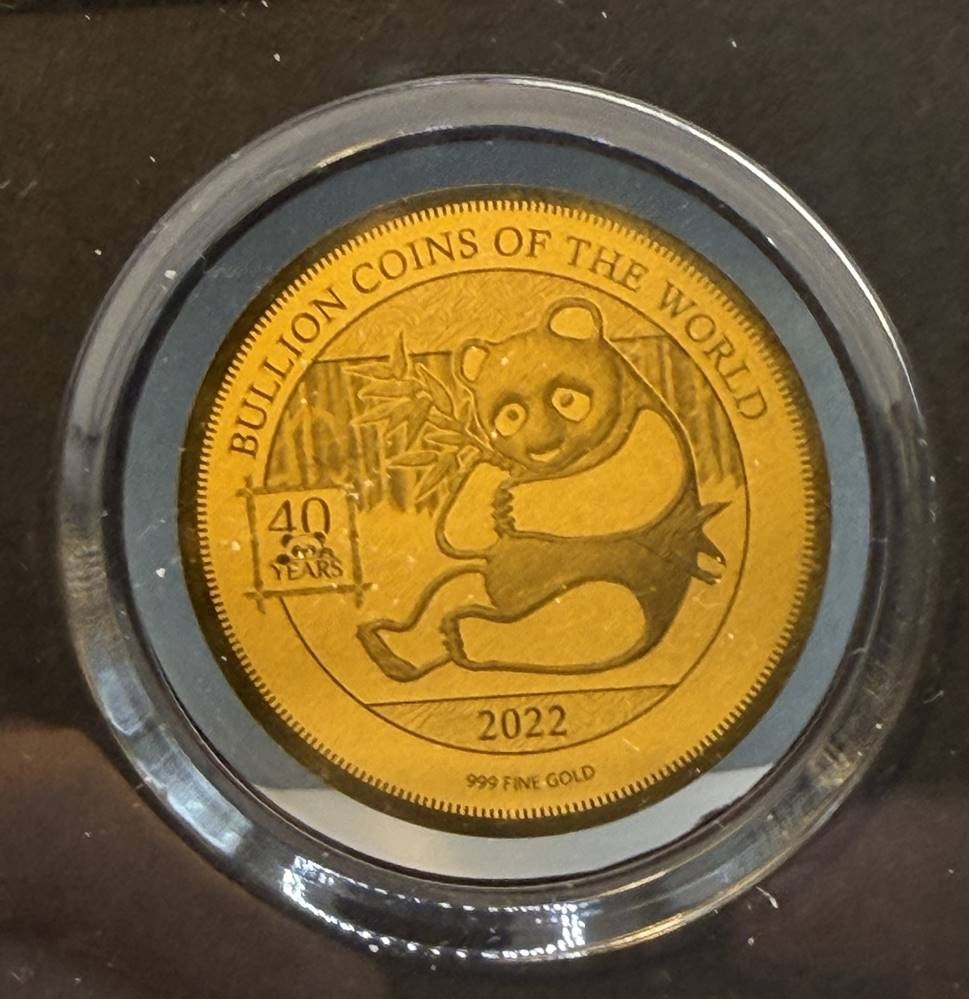 BULLION COINS OF THE WORLD
40
YEARS
2022
999 FINE GOLD